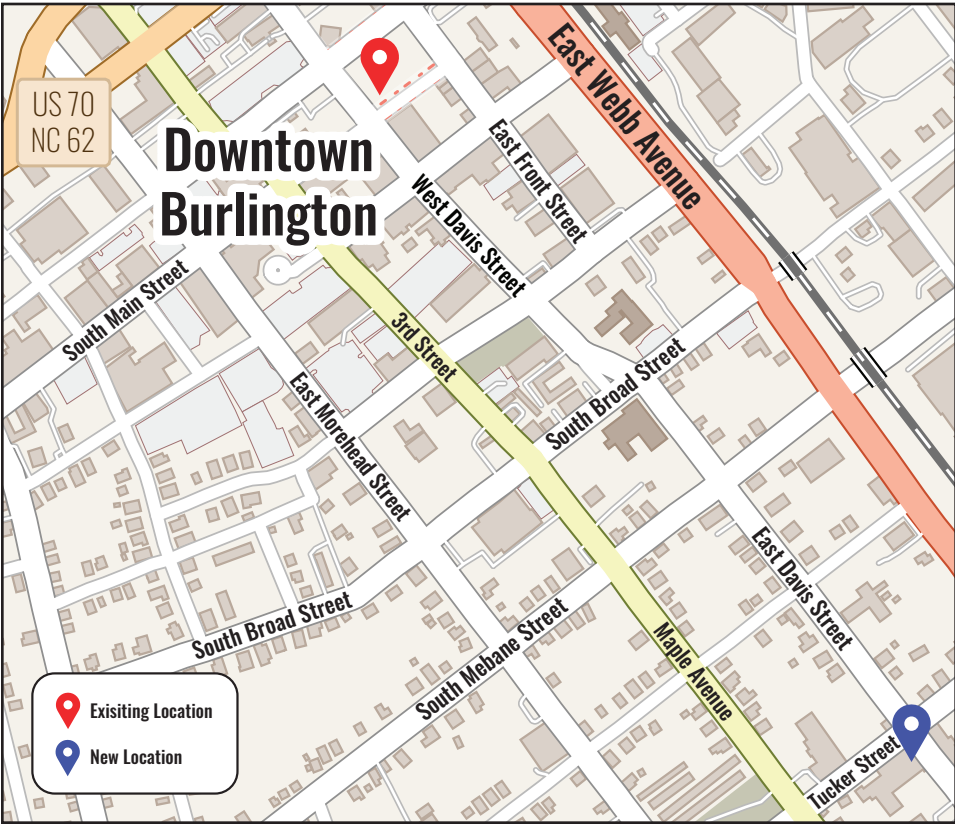 US 70
NC 62
Downtown
Burlington
East Webb Avenue
East Front Street
West Davis Street
South Main Street
3rd Street
South Broad Street
East Morehead Street
East Davis Street
South Broad Street
South Mebane Street
Maple Avenue
Tucker Street
Exisiting Location
New Location